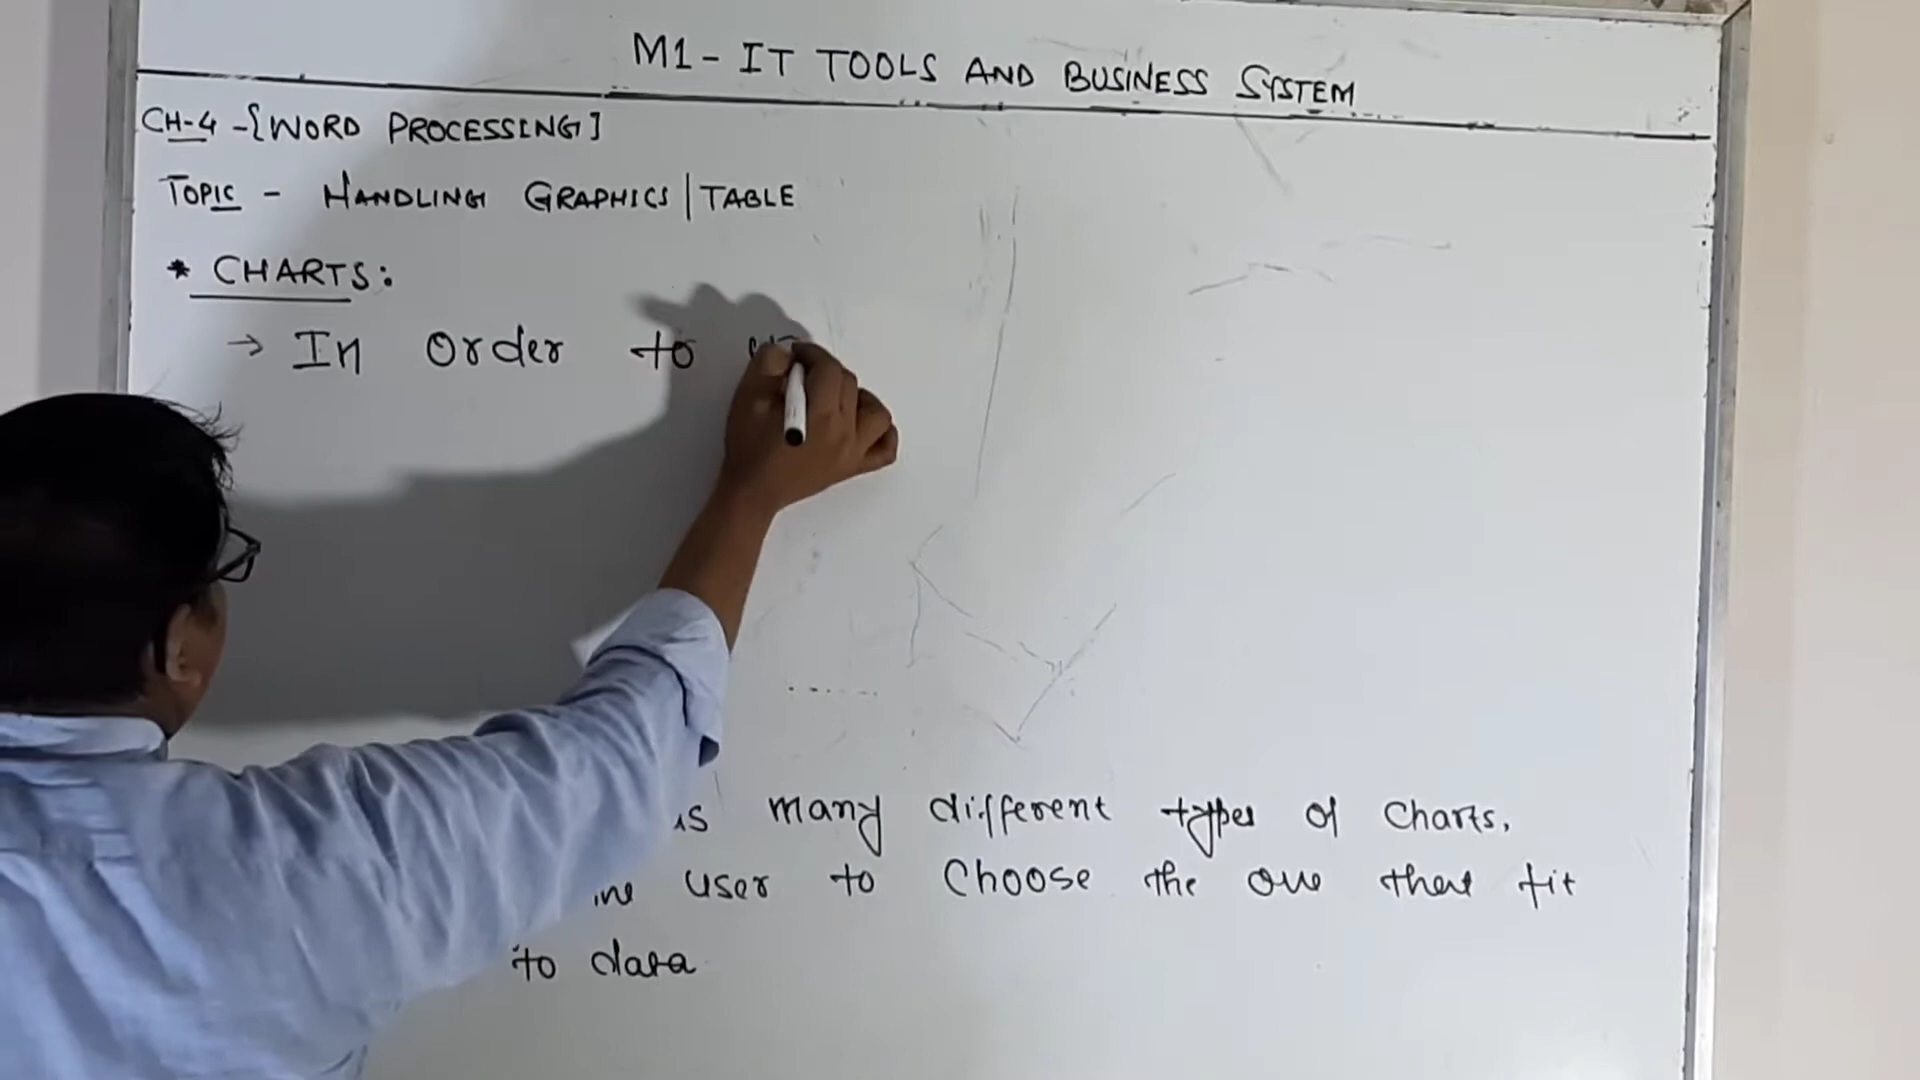 M1 - IT TOOLS AND BUSINESS SYSTEM
CH-4 -[WORD PROCESSING]
TOPIC - HANDLING GRAPHICS | TABLE
* CHARTS:
→ In order to
many different types of charts.
user to choose the one that fit
to data